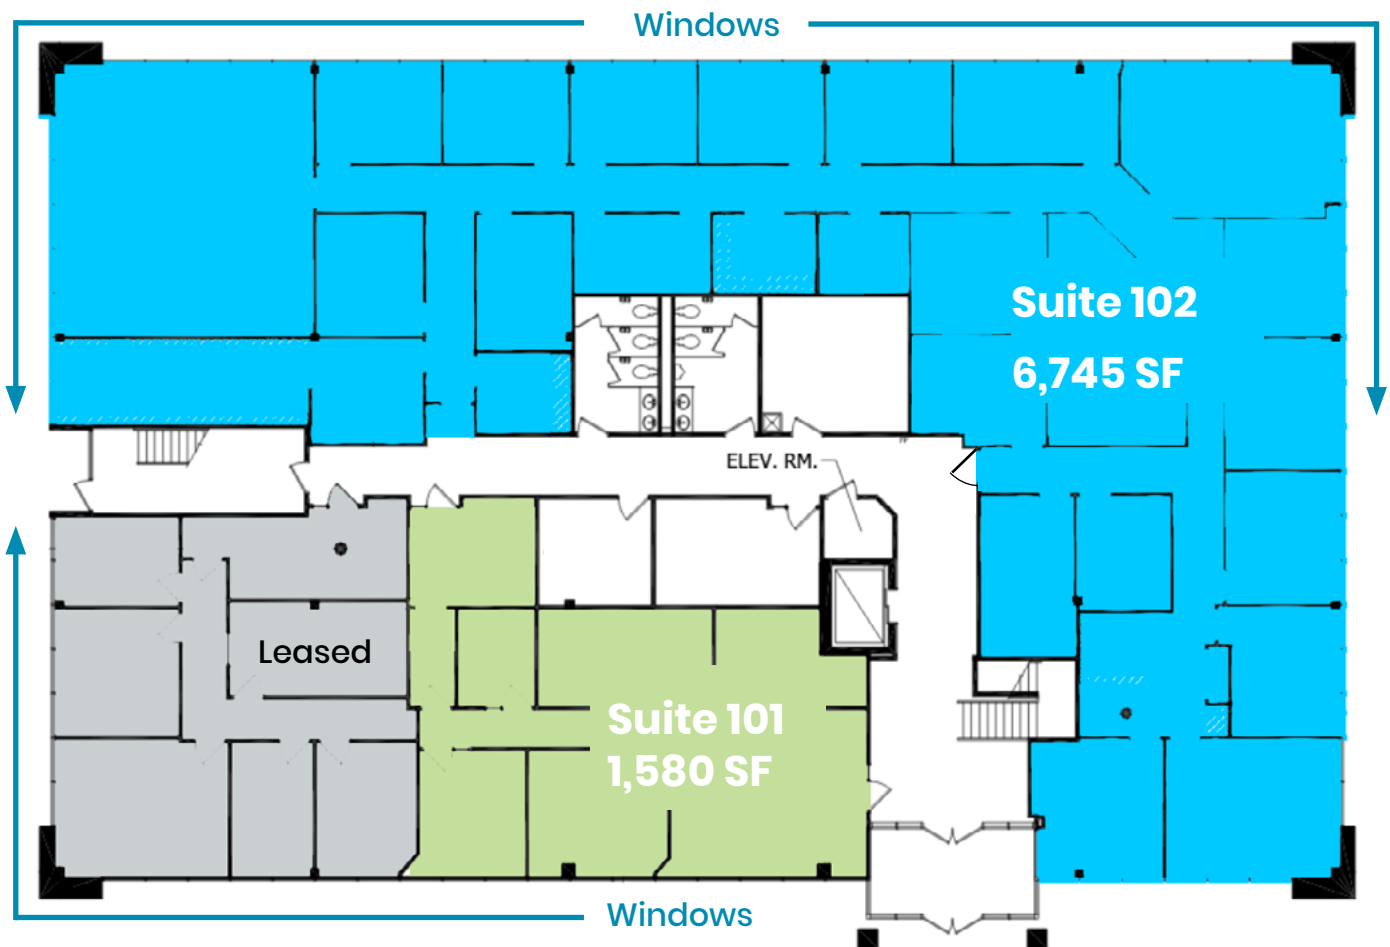 Windows
Suite 102
6,745 SF
ELEV. RM.
Leased
Suite 101
1,580 SF
Windows